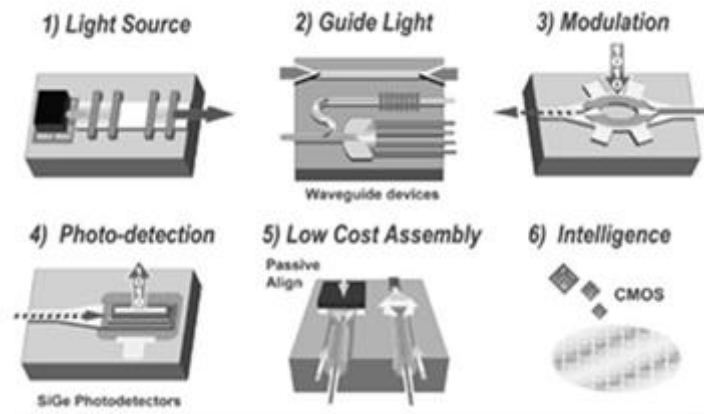 1) Light Source
2) Guide Light
3) Modulation
Waveguide devices
4) Photo-detection
5) Low Cost Assembly
6) Intelligence
Passive
Align
CMOS
SiGe Photodetectors